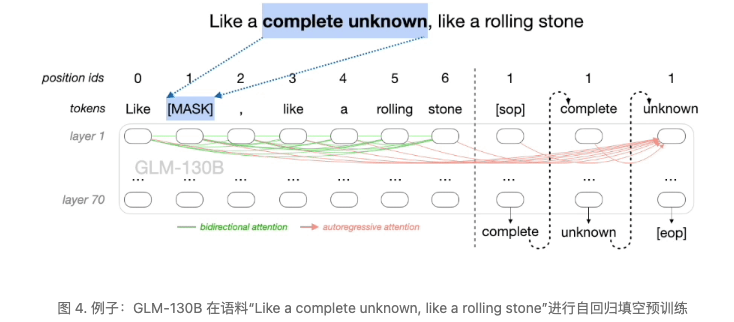 Like a complete unknown, like a rolling stone
position ids 0 1 2 3 4 5 6 1 1 1
tokens Like [MASK] , like a rolling stone [sop] complete unknown
layer 1
GLM-130B
... ... ... ... ... ... ... ... ... ...
layer 70
bidirectional attention autoregressive attention
complete unknown [eop]
图 4. 例子：GLM-130B 在语料“Like a complete unknown, like a rolling stone”进行自回归填空预训练